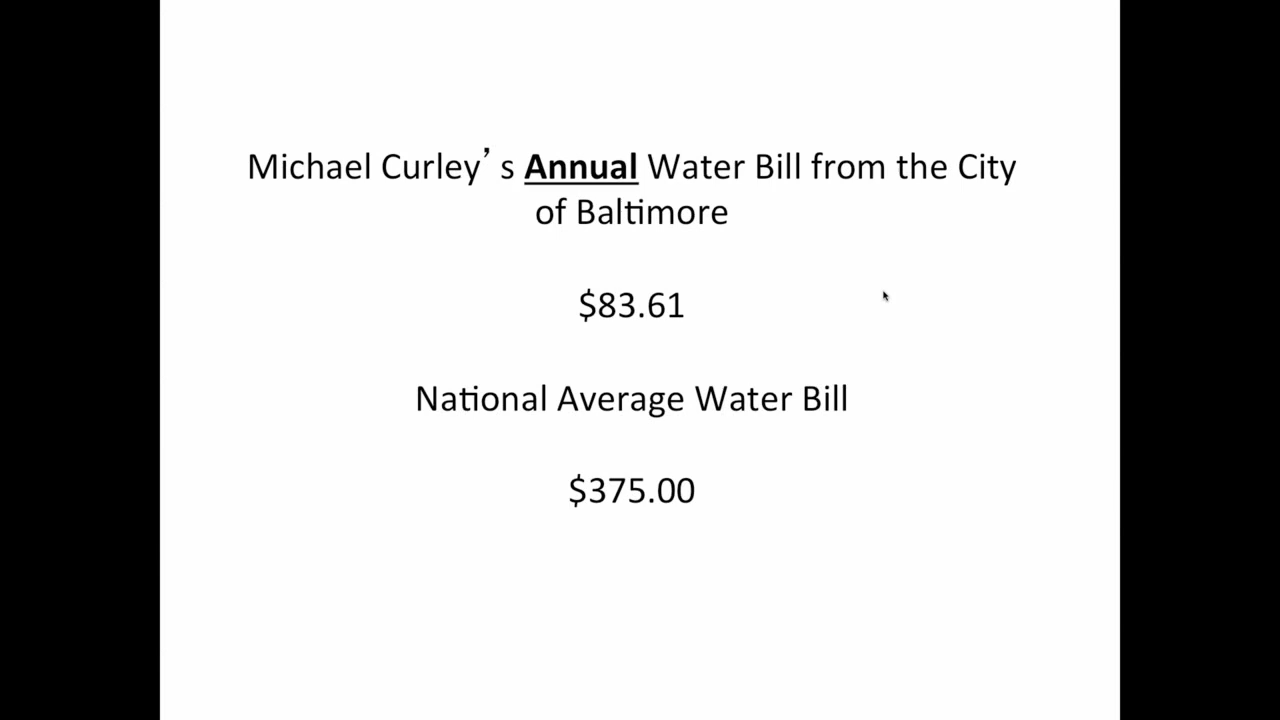 Michael Curley’s Annual Water Bill from the City
of Baltimore
$83.61
National Average Water Bill
$375.00